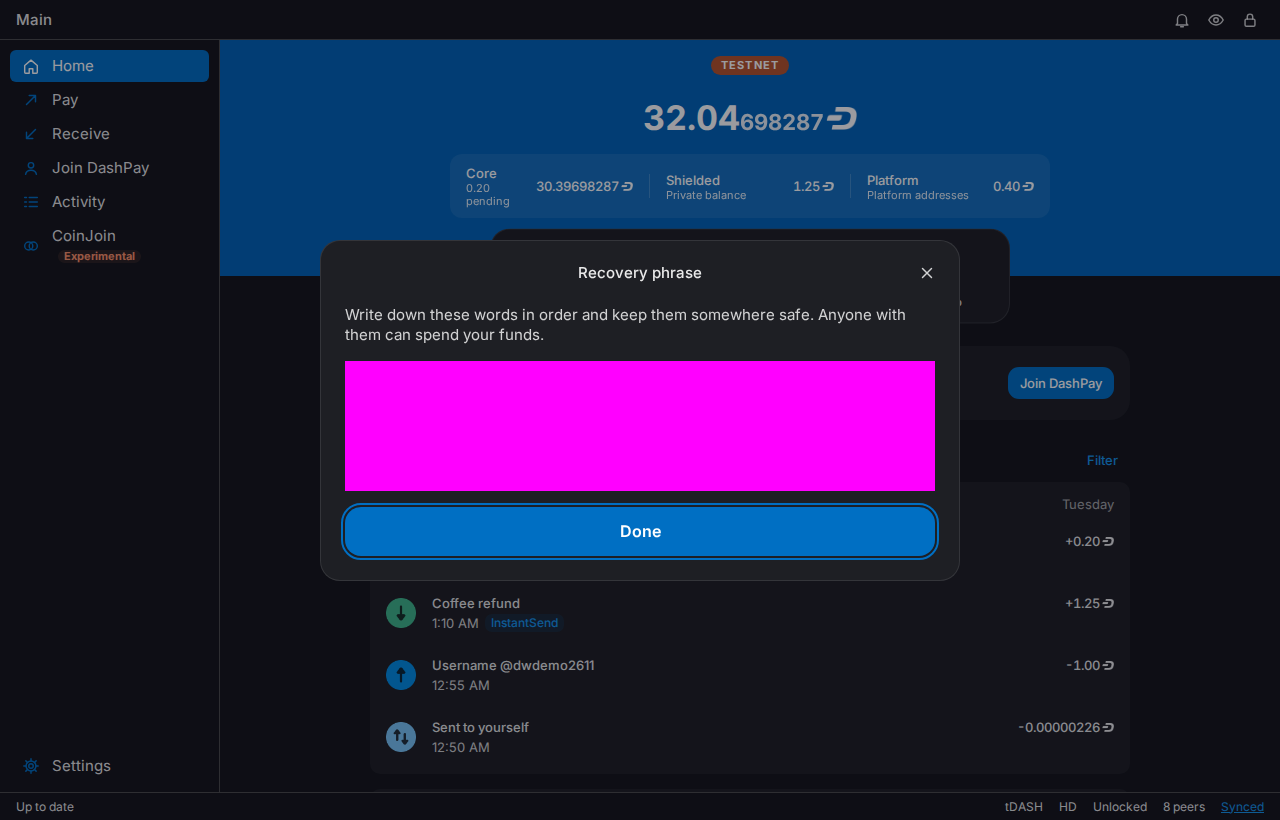 Main
Home
Pay
Receive
Join DashPay
Activity
CoinJoin
Experimental
Settings
TESTNET
32.04698287
Core
0.20
pending
30.39698287
Shielded
Private balance
1.25
Platform
Platform addresses
0.40
Recovery phrase
Write down these words in order and keep them somewhere safe. Anyone with
them can spend your funds.
Done
Join DashPay
Filter
Tuesday
+0.20
Coffee refund
+1.25
1:10 AM InstantSend
Username @dwdemo2611
-1.00
12:55 AM
Sent to yourself
-0.00000226
12:50 AM
Up to date
tDASH HD Unlocked 8 peers Synced